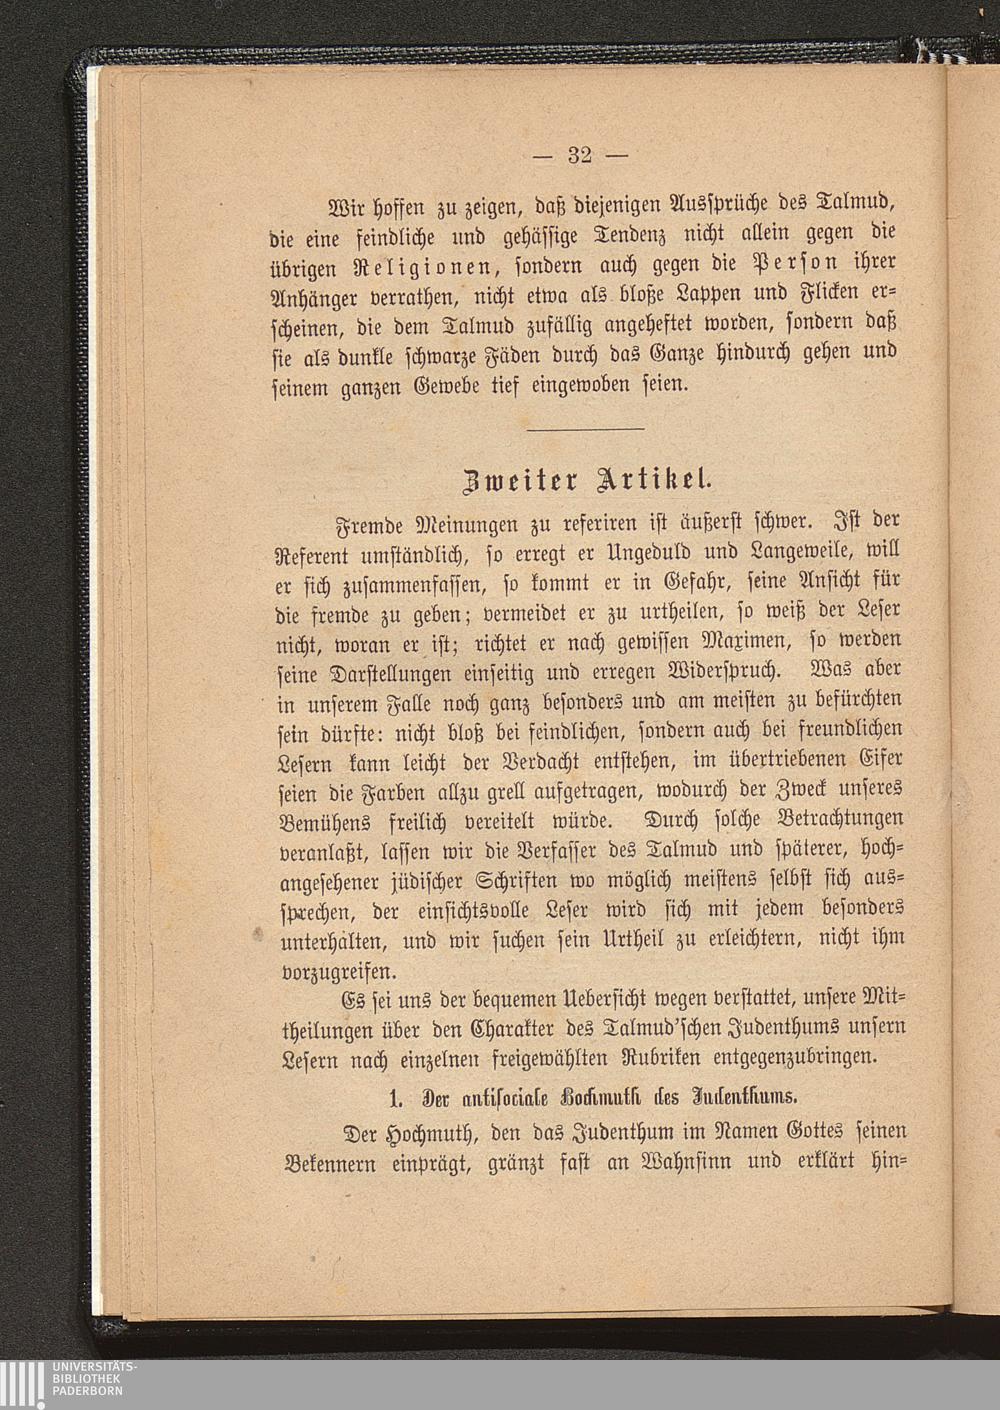 — 32 —
Wir hoffen zu zeigen, daß diejenigen Aussprüche des Talmud,
die eine feindliche und gehässige Tendenz nicht allein gegen die
übrigen Religionen, sondern auch gegen die Person ihrer
Anhänger verrathen, nicht etwa als bloße Lappen und Flicken er=
scheinen, die dem Talmud zufällig angeheftet worden, sondern daß
sie als dunkle schwarze Fäden durch das Ganze hindurch gehen und
seinem ganzen Gewebe tief eingewoben seien.
Zweiter Artikel.
Fremde Meinungen zu referiren ist äußerst schwer. Ist der
Referent umständlich, so erregt er Ungeduld und Langeweile, will
er sich zusammenfassen, so kommt er in Gefahr, seine Ansicht für
die fremde zu geben; vermeidet er zu urtheilen, so weiß der Leser
nicht, woran er ist; richtet er nach gewissen Maximen, so werden
seine Darstellungen einseitig und erregen Widerspruch. Was aber
in unserem Falle noch ganz besonders und am meisten zu befürchten
sein dürfte: nicht bloß bei feindlichen, sondern auch bei freundlichen
Lesern kann leicht der Verdacht entstehen, im übertriebenen Eifer
seien die Farben allzu grell aufgetragen, wodurch der Zweck unseres
Bemühens freilich vereitelt würde. Durch solche Betrachtungen
veranlaßt, lassen wir die Verfasser des Talmud und späterer, hoch=
angesehener jüdischer Schriften wo möglich meistens selbst sich aus=
sprechen, der einsichtsvolle Leser wird sich mit jedem besonders
unterhalten, und wir suchen sein Urtheil zu erleichtern, nicht ihm
vorzugreifen.
Es sei uns der bequemen Uebersicht wegen verstattet, unsere Mit=
theilungen über den Charakter des Talmud'schen Judenthums unsern
Lesern nach einzelnen freigewählten Rubriken entgegenzubringen.
1. Der antisociale Hochmuth des Judenthums.
Der Hochmuth, den das Judenthum im Namen Gottes seinen
Bekennern einprägt, gränzt fast an Wahnsinn und erklärt hin=
UNIVERSITÄTS-
BIBLIOTHEK
PADERBORN